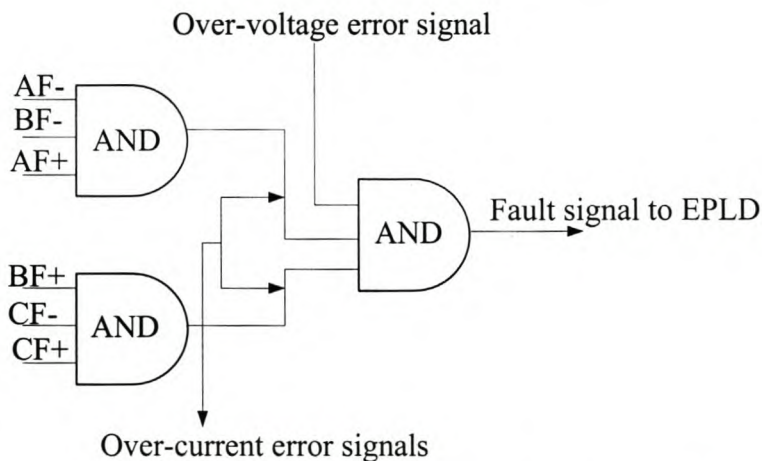 Over-voltage error signal
AF-
BF-
AF+
AND
AND
Fault signal to EPLD
BF+
CF-
CF+
AND
Over-current error signals